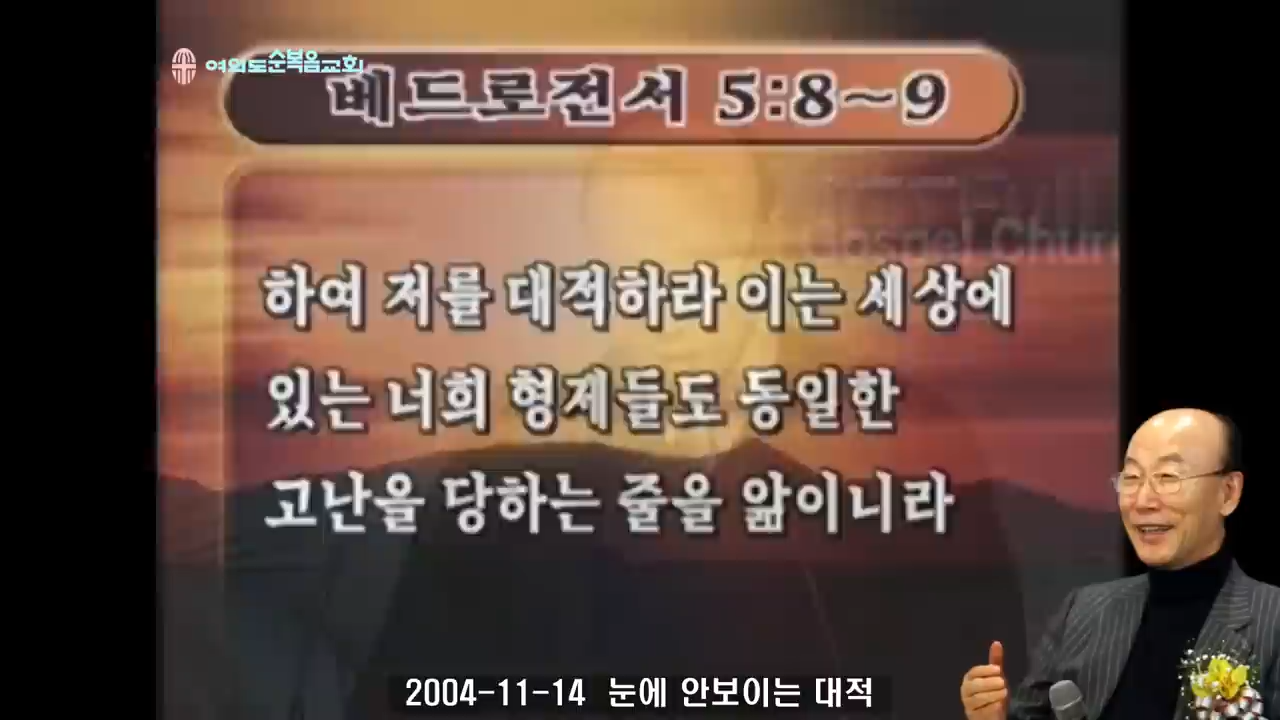 여의도순복음교회
베드로전서 5:8~9
Full
Gospel Chur
하여 저를 대적하라 이는 세상에
있는 너희 형제들도 동일한
고난을 당하는 줄을 앎이니라
2004-11-14 눈에 안보이는 대적